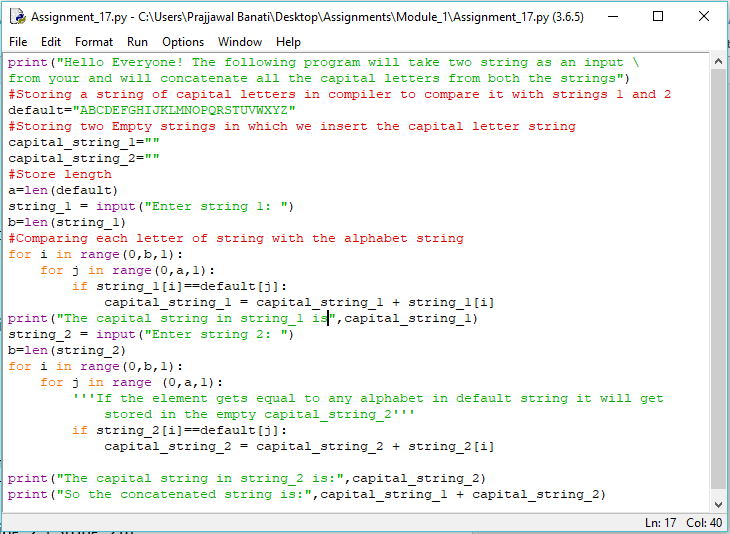 Assignment_17.py - C:\Users\Prajjawal Banati\Desktop\Assignments\Module_1\Assignment_17.py (3.6.5)
File Edit Format Run Options Window Help
print("Hello Everyone! The following program will take two string as an input \
from your and will concatenate all the capital letters from both the strings")
#Storing a string of capital letters in compiler to compare it with strings 1 and 2
default="ABCDEFGHIJKLMNOPQRSTUVWXYZ"
#Storing two Empty strings in which we insert the capital letter string
capital_string_1=""
capital_string_2=""
#Store length
a=len(default)
string_1 = input("Enter string 1: ")
b=len(string_1)
#Comparing each letter of string with the alphabet string
for i in range(0,b,1):
    for j in range(0,a,1):
        if string_1[i]==default[j]:
            capital_string_1 = capital_string_1 + string_1[i]
print("The capital string in string_1 is",capital_string_1)
string_2 = input("Enter string 2: ")
b=len(string_2)
for i in range(0,b,1):
    for j in range (0,a,1):
        '''If the element gets equal to any alphabet in default string it will get
            stored in the empty capital_string_2'''
        if string_2[i]==default[j]:
            capital_string_2 = capital_string_2 + string_2[i]
print("The capital string in string_2 is:",capital_string_2)
print("So the concatenated string is:",capital_string_1 + capital_string_2)
Ln: 17 Col: 40